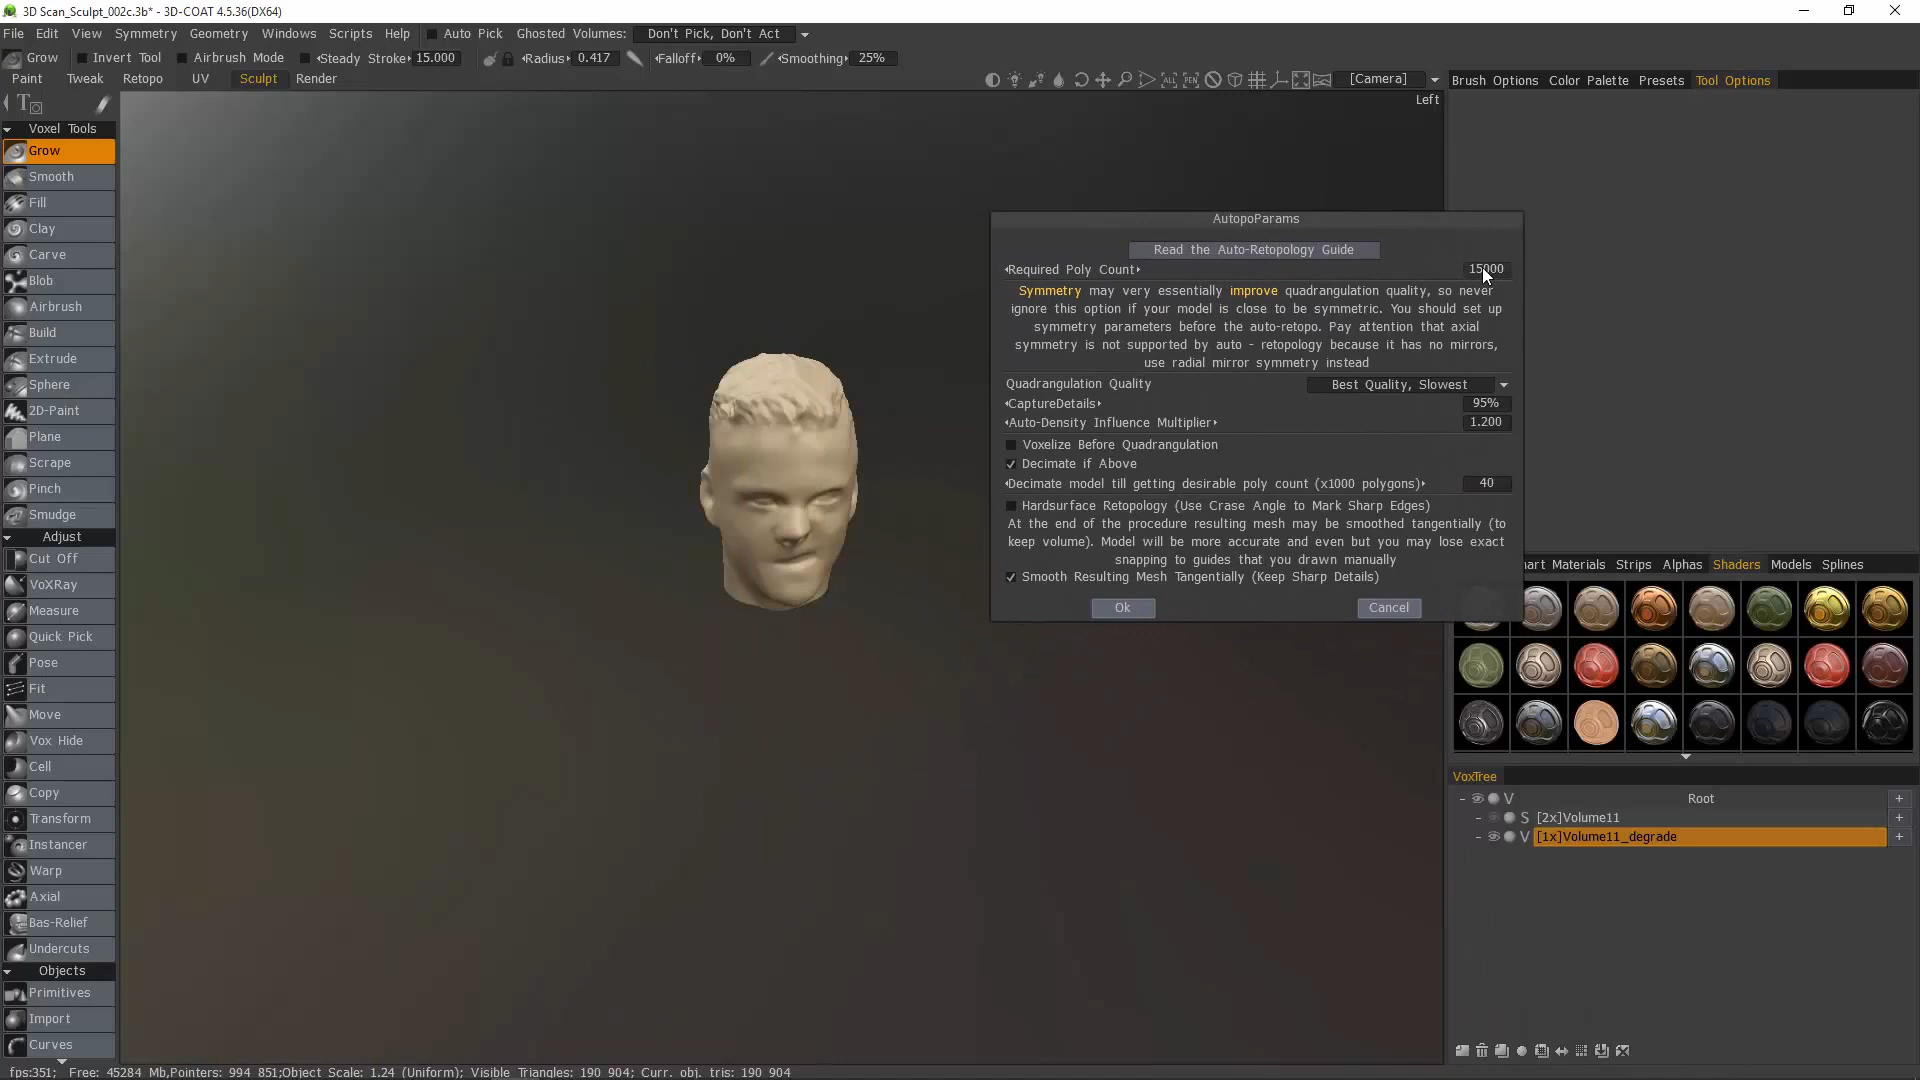 3D Scan_Sculpt_002c.3b* - 3D-COAT 4.5.36(DX64)
File Edit View Symmetry Geometry Windows Scripts Help Auto Pick Ghosted Volumes: Don't Pick, Don't Act
Grow Invert Tool Airbrush Mode Steady Stroke 15.000 Radius 0.417 Falloff 0% Smoothing 25%
Paint Tweak Retopo UV Sculpt Render [Camera] Brush Options Color Palette Presets Tool Options
Left
Voxel Tools
Grow
Smooth
Fill
Clay
Carve
Blob
Airbrush
Build
Extrude
Sphere
2D-Paint
Plane
Scrape
Pinch
Smudge
Adjust
Cut Off
VoXRay
Measure
Quick Pick
Pose
Fit
Move
Vox Hide
Cell
Copy
Transform
Instancer
Warp
Axial
Bas-Relief
Undercuts
Objects
Primitives
Import
Curves
AutopoParams
Read the Auto-Retopology Guide
Required Poly Count 15000
Symmetry may very essentially improve quadrangulation quality, so never
ignore this option if your model is close to be symmetric. You should set up
symmetry parameters before the auto-retopo. Pay attention that axial
symmetry is not supported by auto - retopology because it has no mirrors,
use radial mirror symmetry instead
Quadrangulation Quality Best Quality, Slowest
CaptureDetails 95%
Auto-Density Influence Multiplier 1.200
Voxelize Before Quadrangulation
Decimate if Above
Decimate model till getting desirable poly count (x1000 polygons) 40
Hardsurface Retopology (Use Crase Angle to Mark Sharp Edges)
At the end of the procedure resulting mesh may be smoothed tangentially (to
keep volume). Model will be more accurate and even but you may lose exact
snapping to guides that you drawn manually
Smooth Resulting Mesh Tangentially (Keep Sharp Details)
Ok Cancel
Materials Strips Alphas Shaders Models Splines
VoxTree
V Root +
S [2x]Volume11 +
V [1x]Volume11_degrade +
fps:351; Free: 45284 Mb,Pointers: 994 851;Object Scale: 1.24 (Uniform); Visible Triangles: 190 904; Curr. obj. tris: 190 904